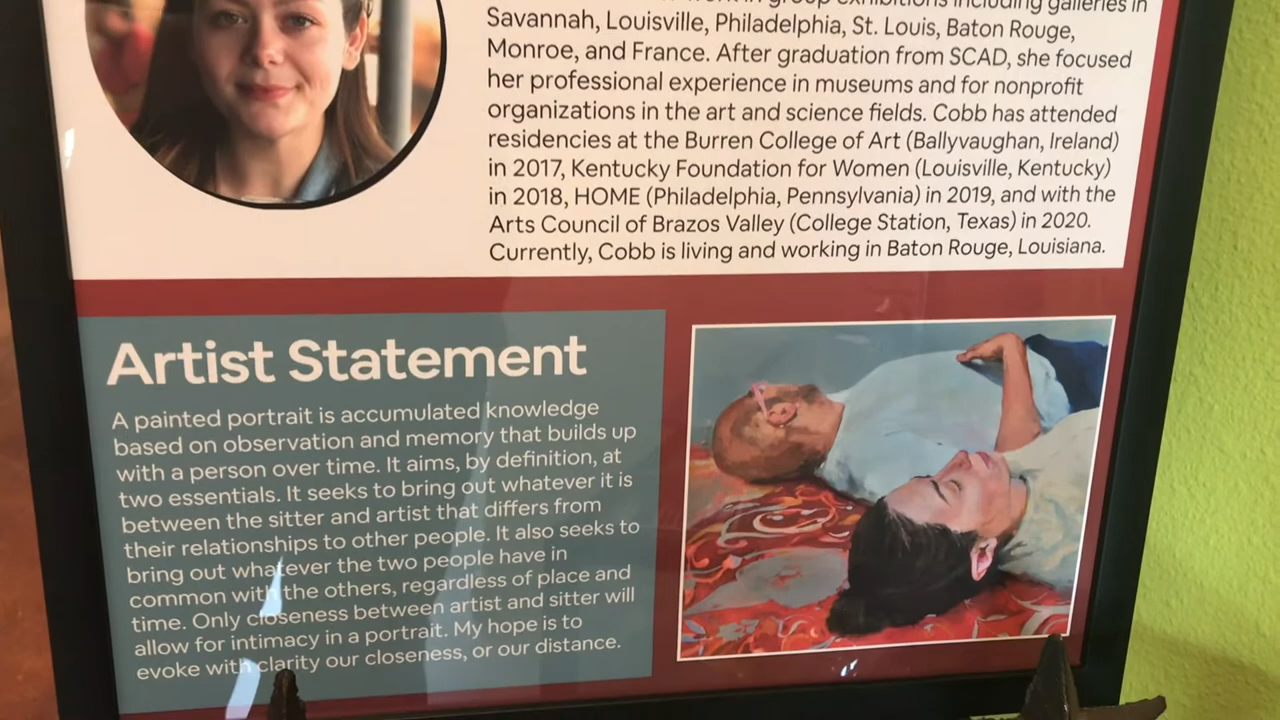 in group exhibitions including galleries in
Savannah, Louisville, Philadelphia, St. Louis, Baton Rouge,
Monroe, and France. After graduation from SCAD, she focused
her professional experience in museums and for nonprofit
organizations in the art and science fields. Cobb has attended
residencies at the Burren College of Art (Ballyvaughan, Ireland)
in 2017, Kentucky Foundation for Women (Louisville, Kentucky)
in 2018, HOME (Philadelphia, Pennsylvania) in 2019, and with the
Arts Council of Brazos Valley (College Station, Texas) in 2020.
Currently, Cobb is living and working in Baton Rouge, Louisiana.
Artist Statement
A painted portrait is accumulated knowledge
based on observation and memory that builds up
with a person over time. It aims, by definition, at
two essentials. It seeks to bring out whatever it is
between the sitter and artist that differs from
their relationships to other people. It also seeks to
bring out whatever the two people have in
common with the others, regardless of place and
time. Only closeness between artist and sitter will
allow for intimacy in a portrait. My hope is to
evoke with clarity our closeness, or our distance.